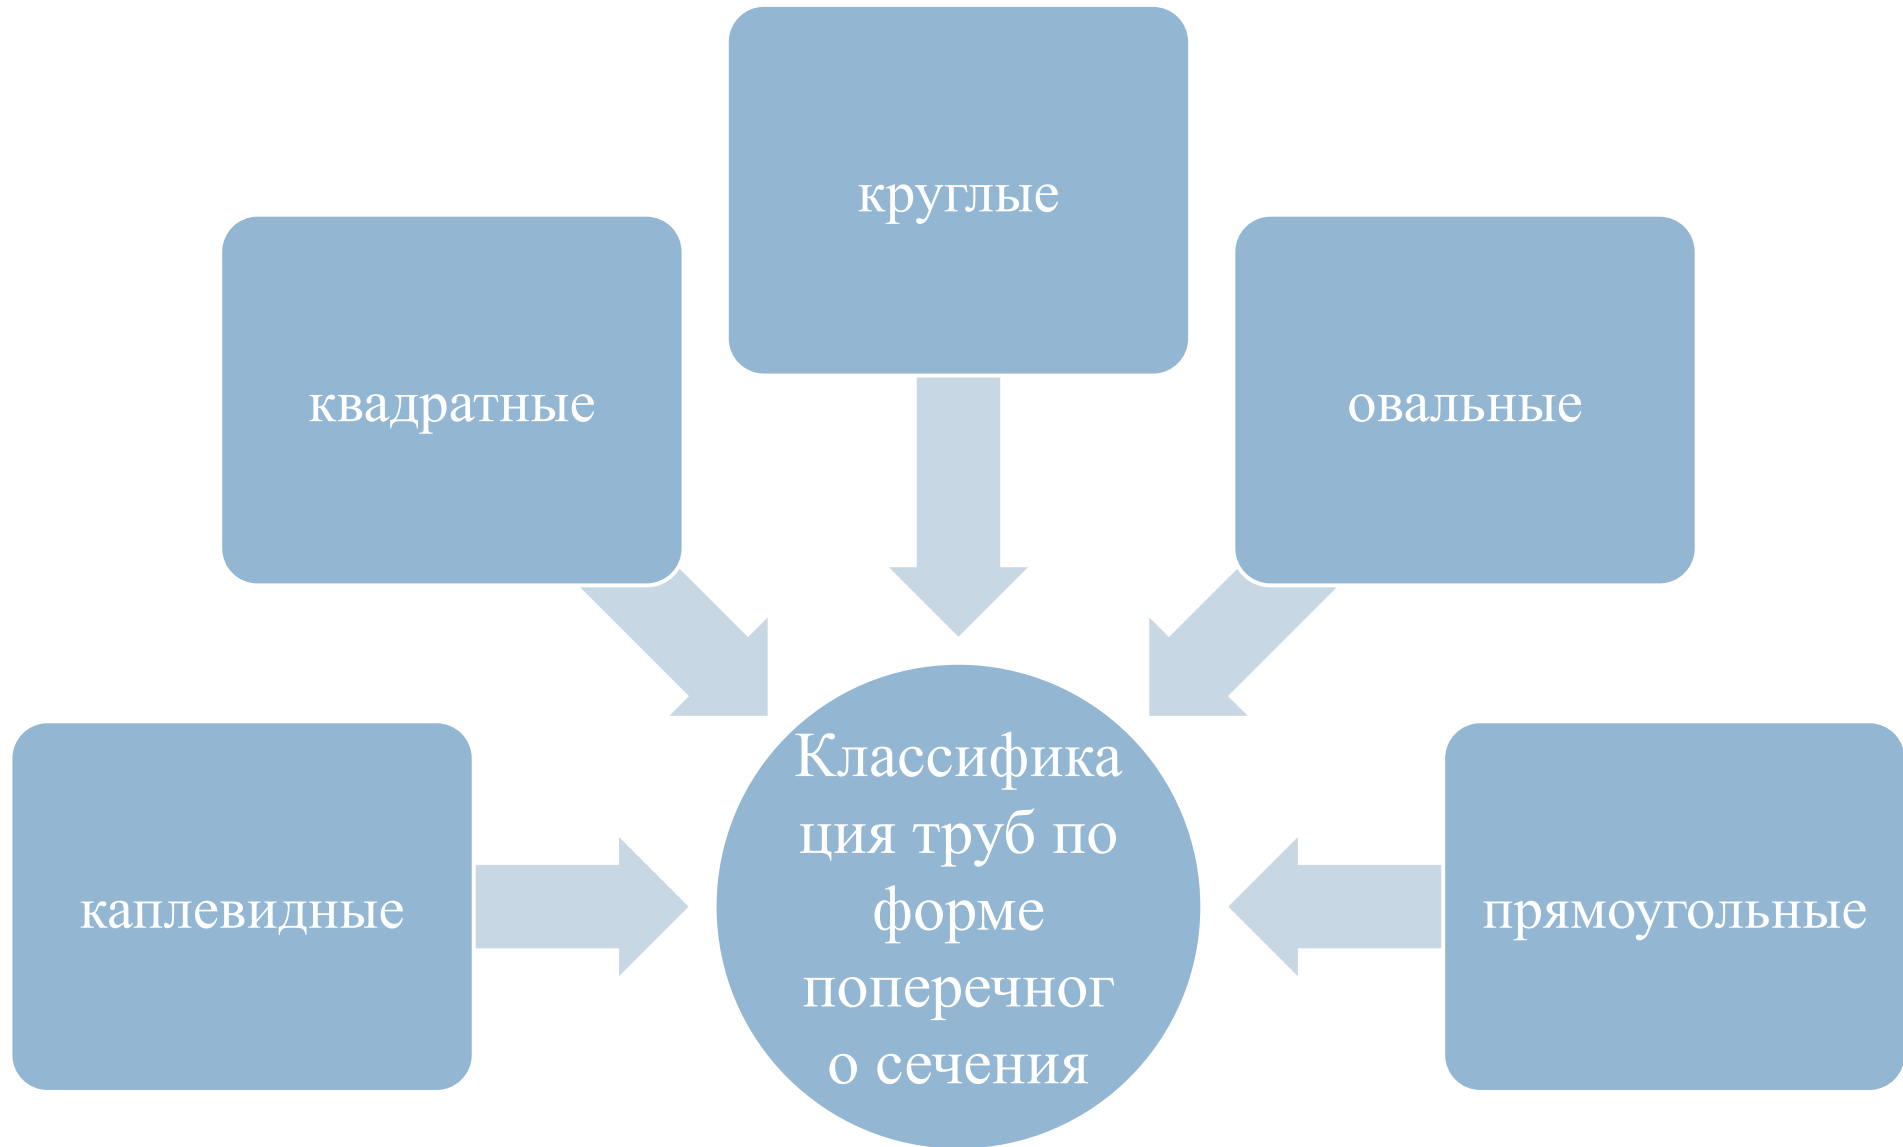 круглые
квадратные
овальные
каплевидные
Классифика
ция труб по
форме
поперечног
о сечения
прямоугольные